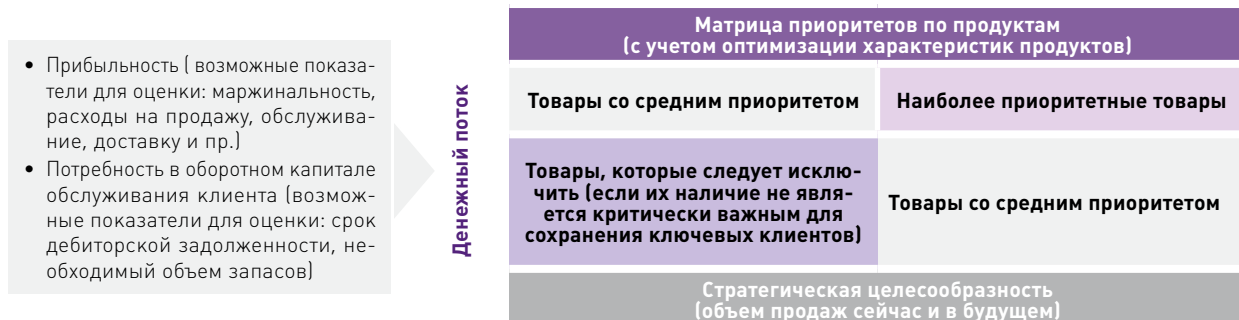 • Прибыльность ( возможные показа-
тели для оценки: маржинальность,
расходы на продажу, обслужива-
ние, доставку и пр.)
• Потребность в оборотном капитале
обслуживания клиента (возмож-
ные показатели для оценки: срок
дебиторской задолженности, не-
обходимый объем запасов)
Денежный поток
Матрица приоритетов по продуктам
(с учетом оптимизации характеристик продуктов)
Товары со средним приоритетом
Наиболее приоритетные товары
Товары, которые следует исклю-
чить (если их наличие не явля-
ется критически важным для
сохранения ключевых клиентов)
Товары со средним приоритетом
Стратегическая целесообразность
(объем продаж сейчас и в будущем)